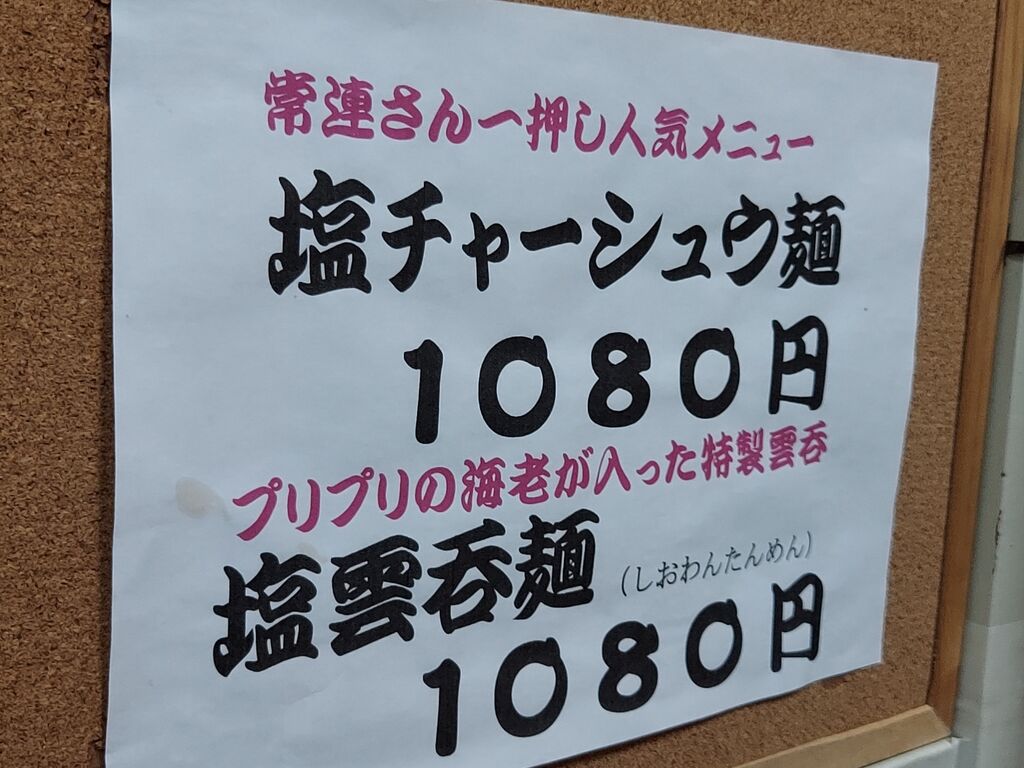 常連さん一押し人気メニュー
塩チャーシュウ麺
1080円
プリプリの海老が入った特製雲呑
塩雲呑麺 (しおわんたんめん)
1080円